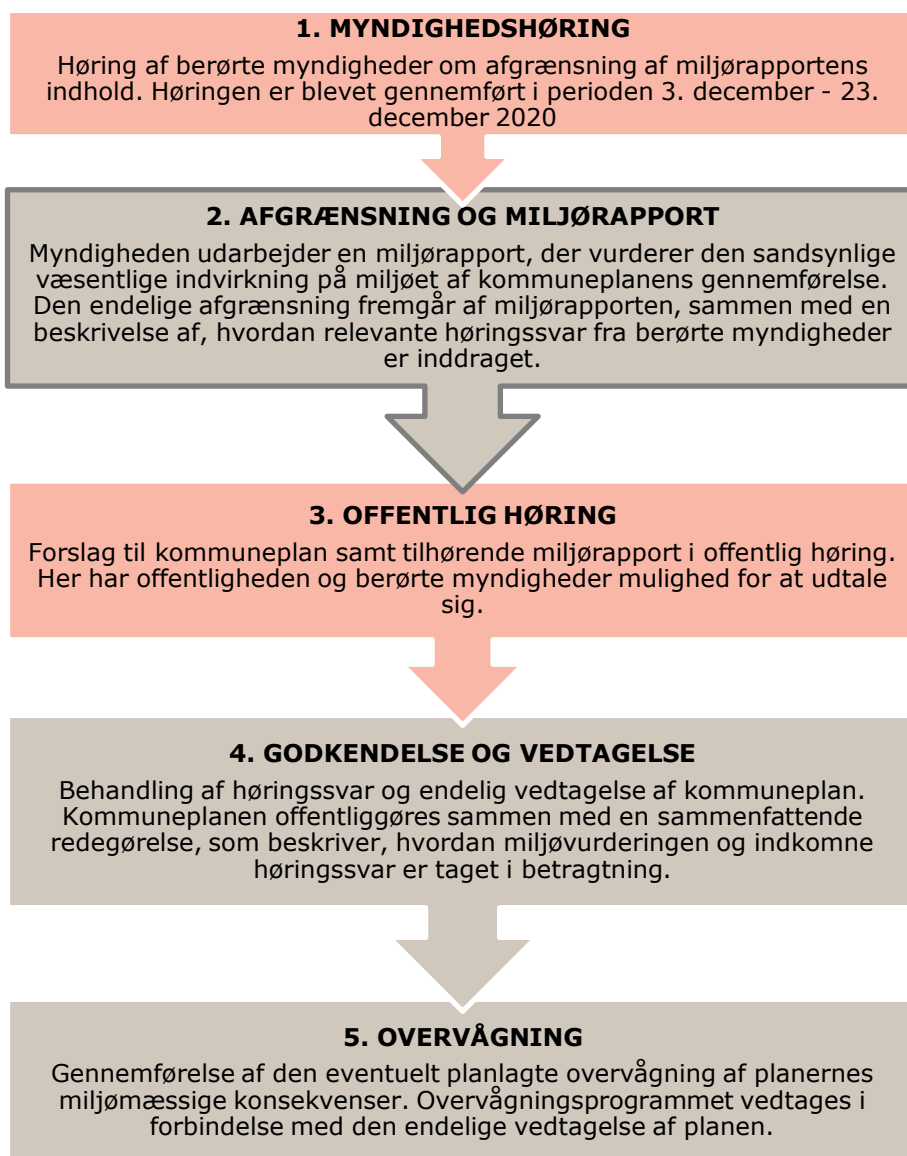 1. MYNDIGHEDSHØRING
Høring af berørte myndigheder om afgrænsning af miljørapportens
indhold. Høringen er blevet gennemført i perioden 3. december - 23.
december 2020
2. AFGRÆNSNING OG MILJØRAPPORT
Myndigheden udarbejder en miljørapport, der vurderer den sandsynlige
væsentlige indvirkning på miljøet af kommuneplanens gennemførelse.
Den endelige afgrænsning fremgår af miljørapporten, sammen med en
beskrivelse af, hvordan relevante høringssvar fra berørte myndigheder
er inddraget.
3. OFFENTLIG HØRING
Forslag til kommuneplan samt tilhørende miljørapport i offentlig høring.
Her har offentligheden og berørte myndigheder mulighed for at udtale
sig.
4. GODKENDELSE OG VEDTAGELSE
Behandling af høringssvar og endelig vedtagelse af kommuneplan.
Kommuneplanen offentliggøres sammen med en sammenfattende
redegørelse, som beskriver, hvordan miljøvurderingen og indkomne
høringssvar er taget i betragtning.
5. OVERVÅGNING
Gennemførelse af den eventuelt planlagte overvågning af planernes
miljømæssige konsekvenser. Overvågningsprogrammet vedtages i
forbindelse med den endelige vedtagelse af planen.